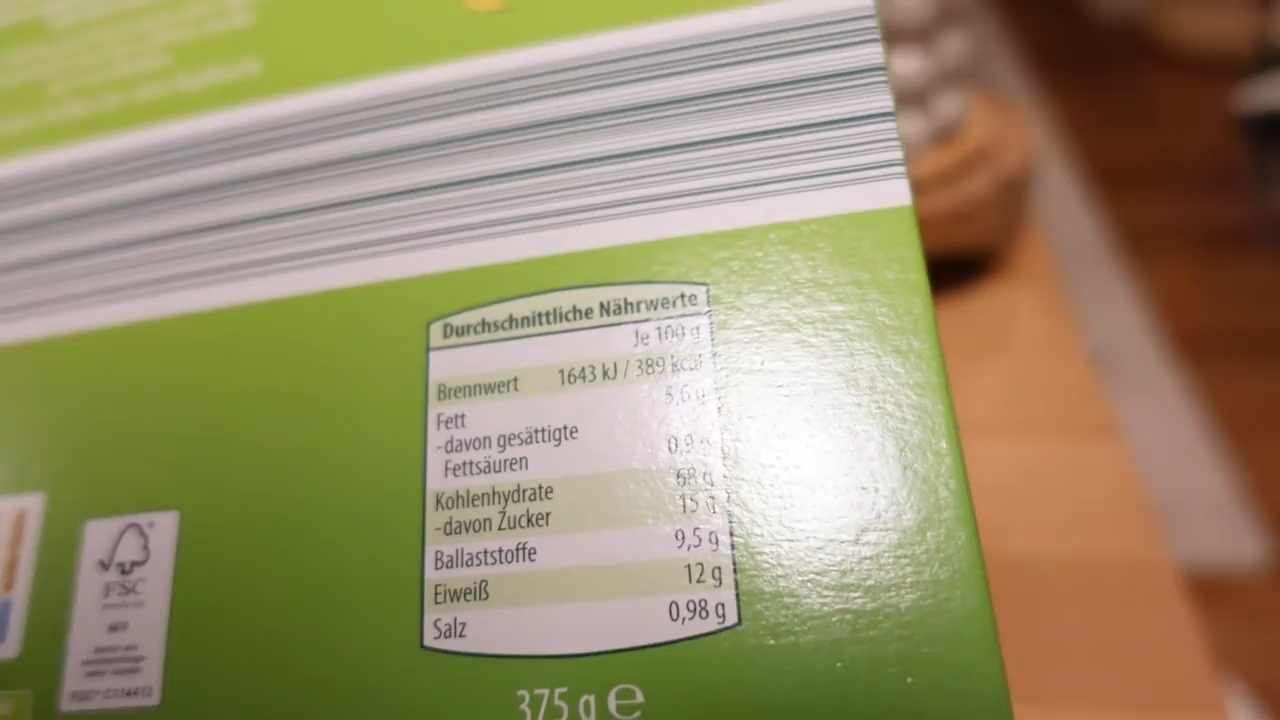 Durchschnittliche Nährwerte
Je 100 g
Brennwert 1643 kJ / 389 kcal
Fett 5,6 g
-davon gesättigte
Fettsäuren 0,9 g
Kohlenhydrate 68 g
-davon Zucker 15 g
Ballaststoffe 9,5 g
Eiweiß 12 g
Salz 0,98 g
375 g e
FSC